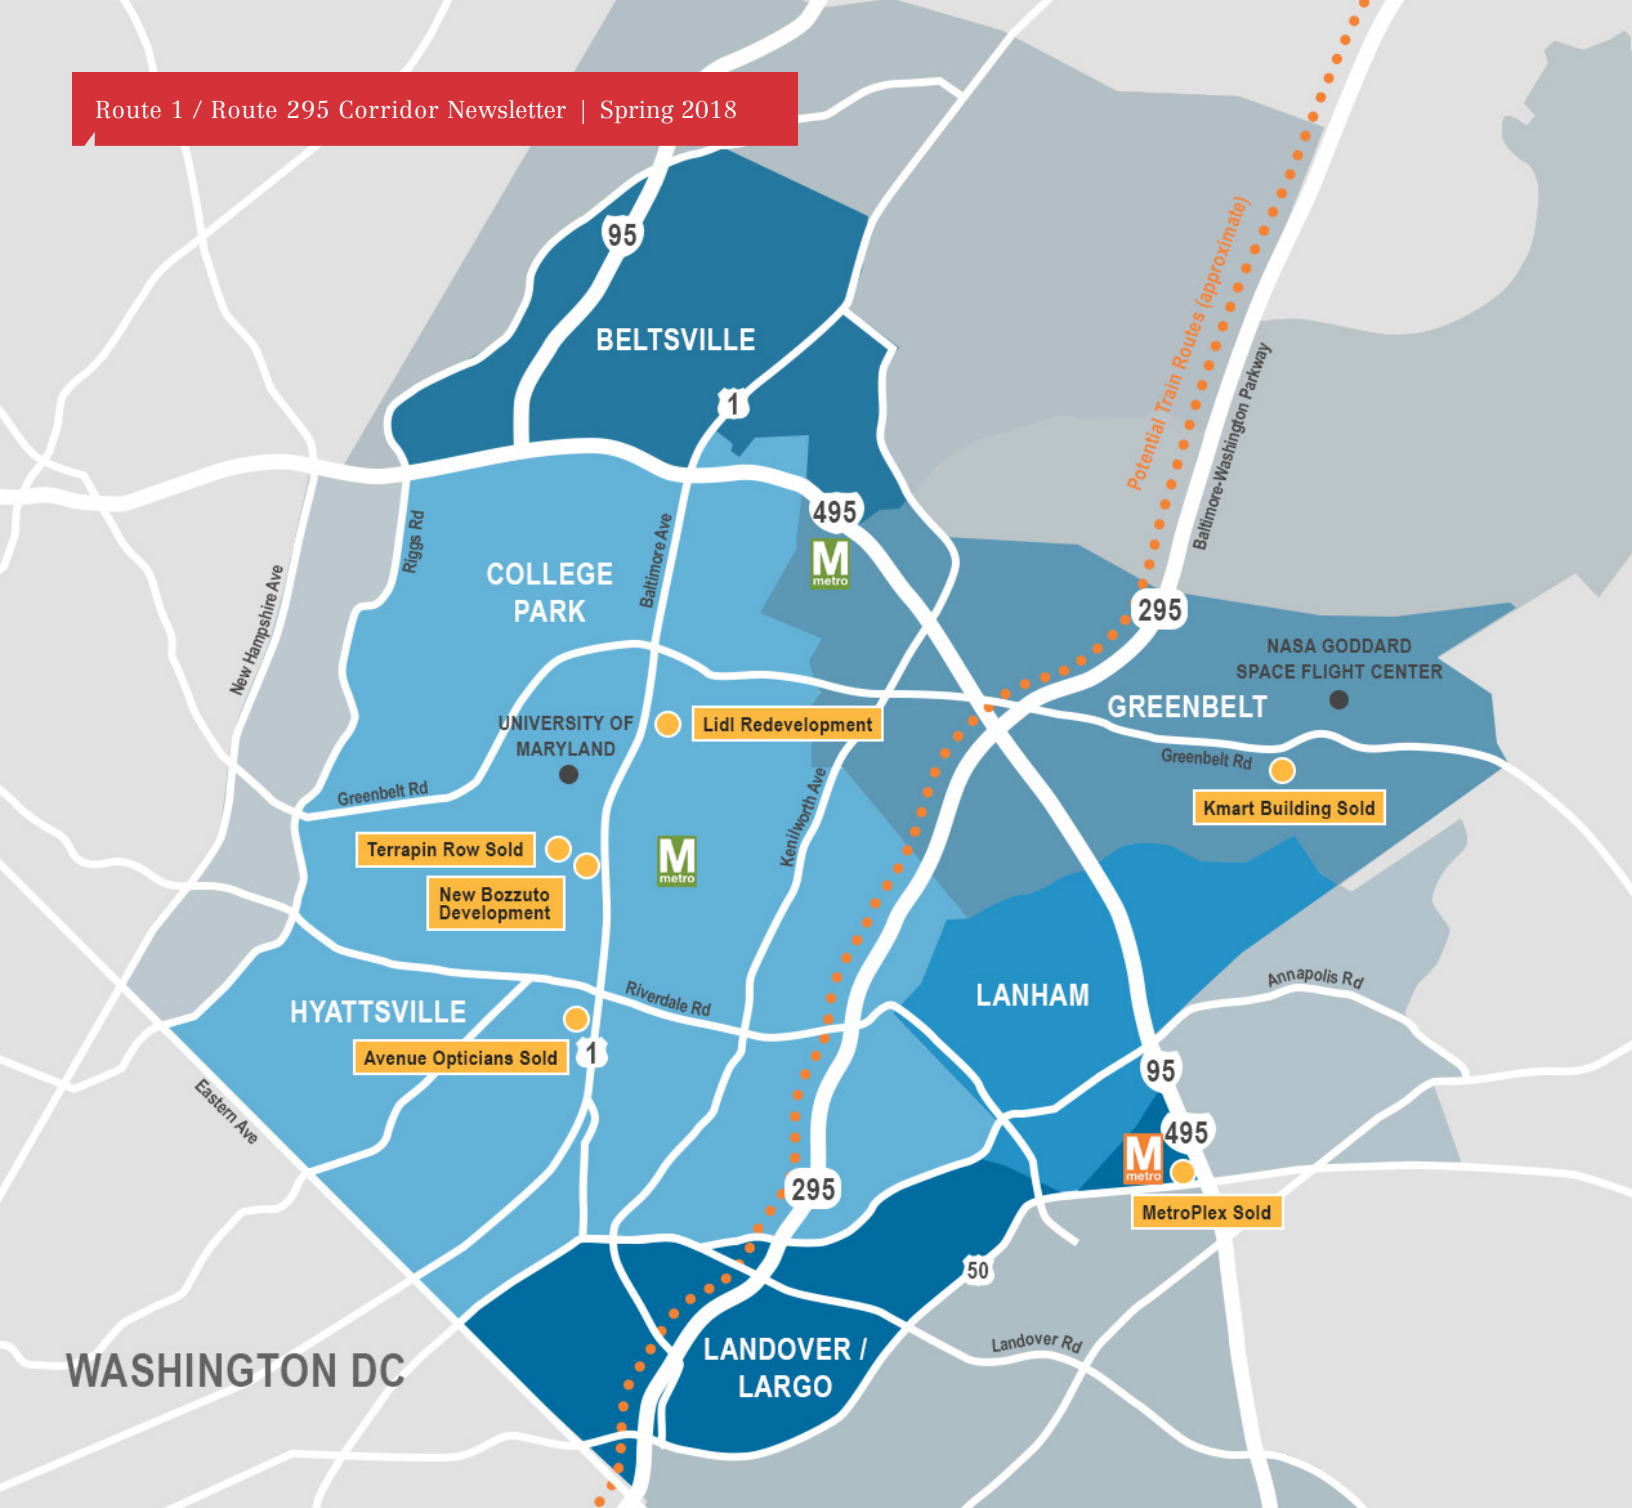 Route 1 / Route 295 Corridor Newsletter | Spring 2018
95
Potential Train Routes (approximate)
BELTSVILLE
1
Baltimore-Washington Parkway
495
M
metro
Riggs Rd
Baltimore Ave
COLLEGE
PARK
New Hampshire Ave
295
NASA GODDARD
SPACE FLIGHT CENTER
GREENBELT
UNIVERSITY OF
MARYLAND
Lidl Redevelopment
Greenbelt Rd
Greenbelt Rd
Kenilworth Ave
Kmart Building Sold
Terrapin Row Sold
M
metro
New Bozzuto
Development
Annapolis Rd
LANHAM
Riverdale Rd
HYATTSVILLE
Avenue Opticians Sold
1
95
Eastern Ave
495
M
metro
295
MetroPlex Sold
50
Landover Rd
LANDOVER /
LARGO
WASHINGTON DC